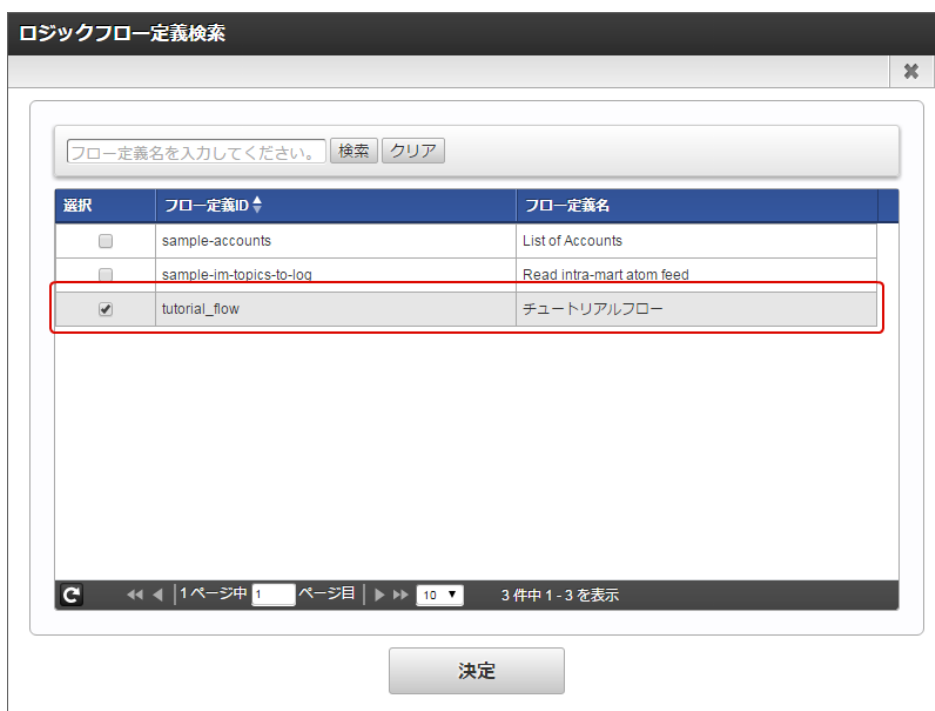 ロジックフロー定義検索
フロー定義名を入力してください。 検索 クリア
選択 フロー定義ID フロー定義名
sample-accounts List of Accounts
sample-im-topics-to-log Read intra-mart atom feed
tutorial_flow チュートリアルフロー
1ページ中 1 ページ目 10 3 件中 1 - 3 を表示
決定